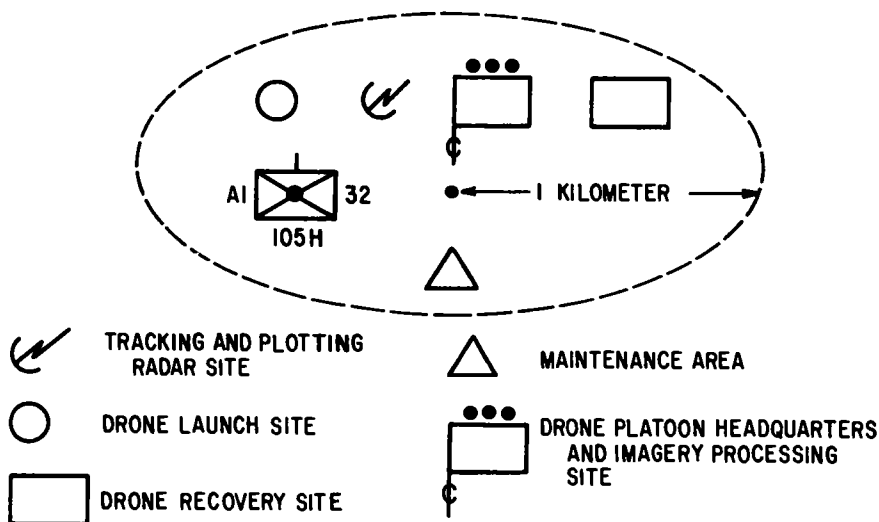 A1 32
105H
1 KILOMETER
TRACKING AND PLOTTING
RADAR SITE
DRONE LAUNCH SITE
DRONE RECOVERY SITE
MAINTENANCE AREA
DRONE PLATOON HEADQUARTERS
AND IMAGERY PROCESSING
SITE